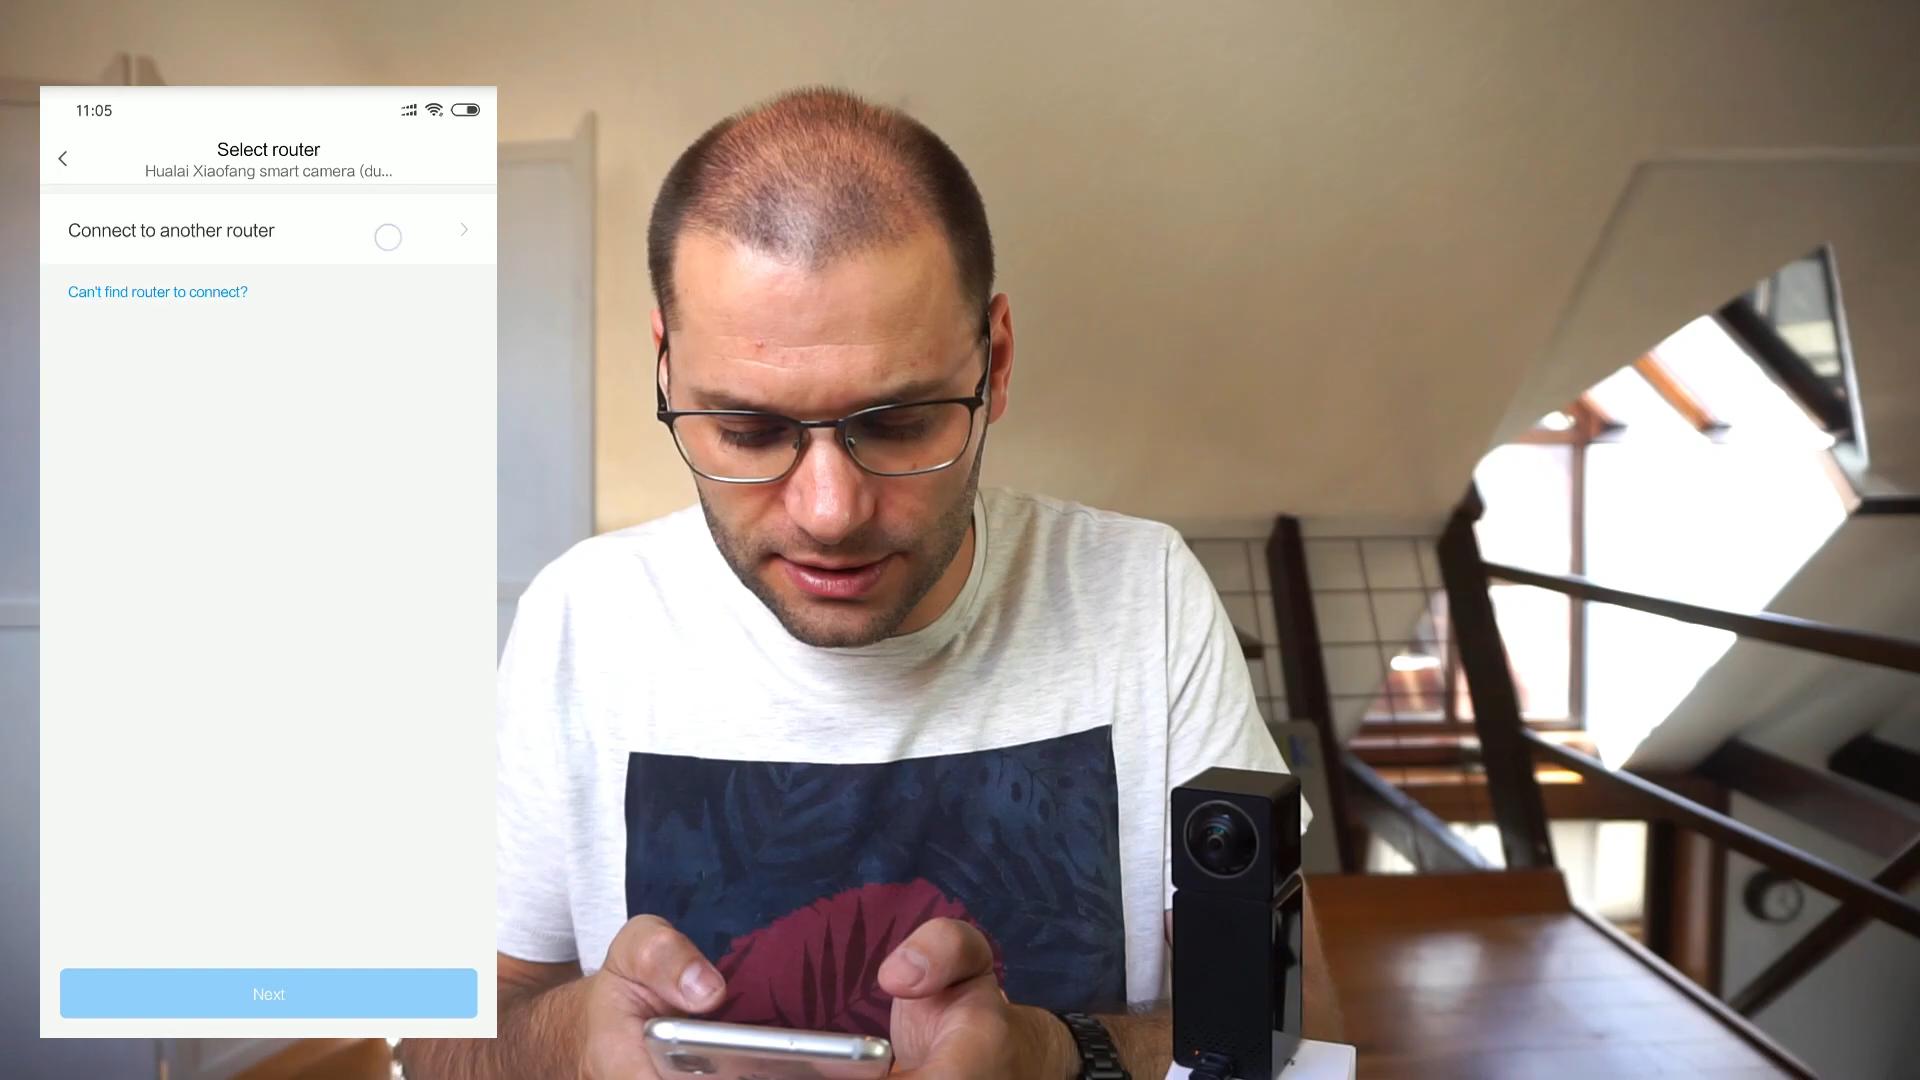 11:05
Select router
Hualai Xiaofang smart camera (du...
Connect to another router
Can't find router to connect?
Next